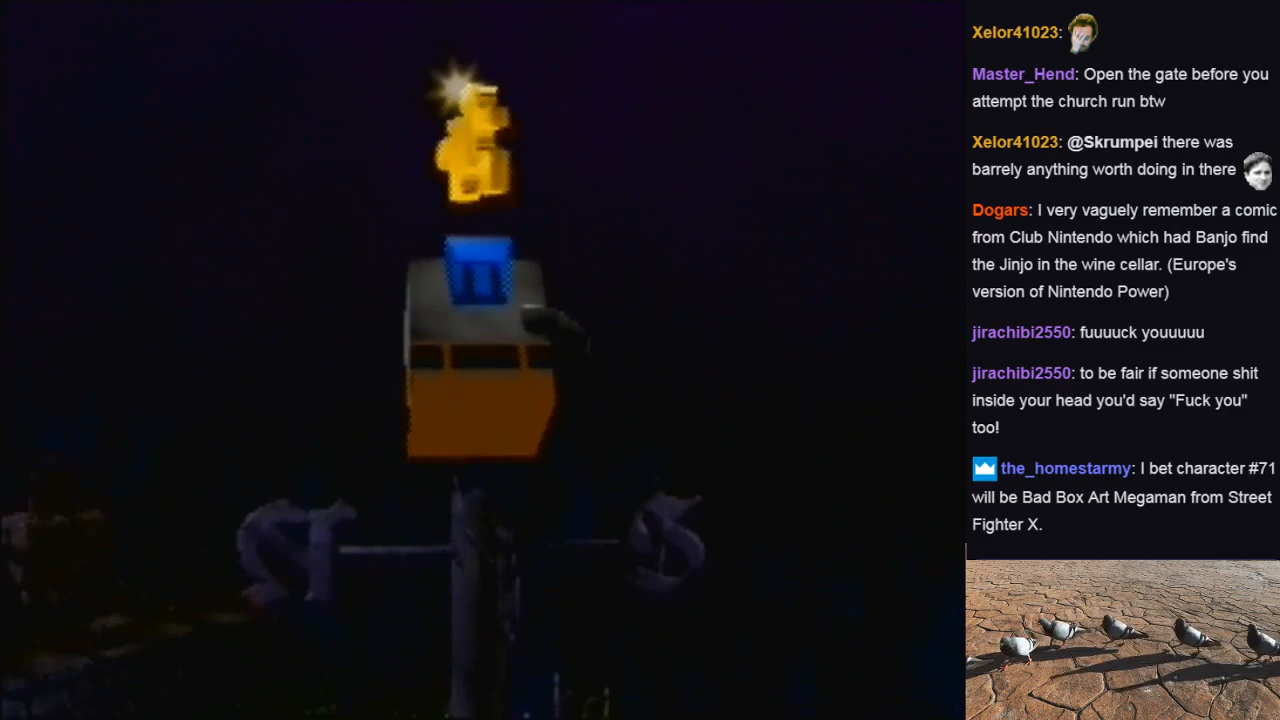 Xelor41023:
Master_Hend: Open the gate before you
attempt the church run btw
Xelor41023: @Skrumpei there was
barrely anything worth doing in there
Dogars: I very vaguely remember a comic
from Club Nintendo which had Banjo find
the Jinjo in the wine cellar. (Europe's
version of Nintendo Power)
jirachibi2550: fuuuuck youuuuu
jirachibi2550: to be fair if someone shit
inside your head you'd say "Fuck you"
too!
the_homestarmy: I bet character #71
will be Bad Box Art Megaman from Street
Fighter X.